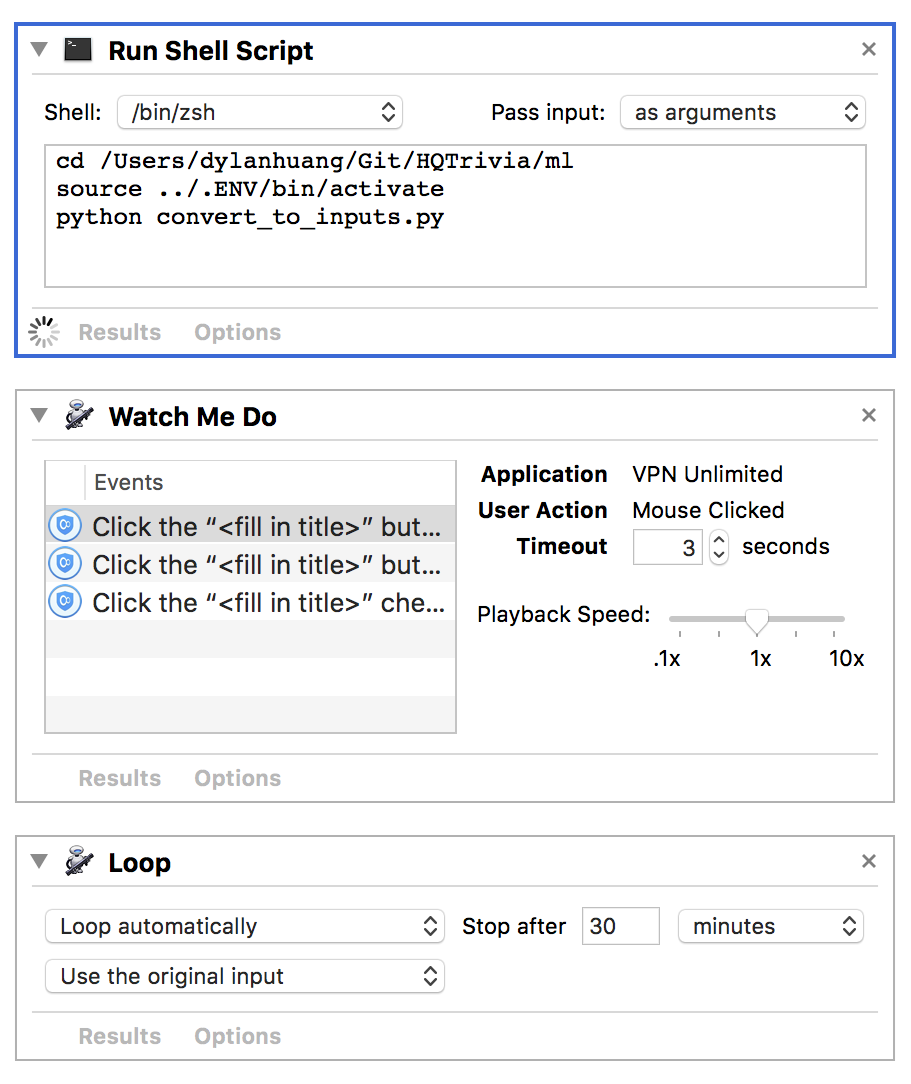 Run Shell Script
Shell: /bin/zsh Pass input: as arguments
cd /Users/dylanhuang/Git/HQTrivia/ml
source ../.ENV/bin/activate
python convert_to_inputs.py
Results Options
Watch Me Do
Events
Click the “<fill in title>” but...
Click the “<fill in title>” but...
Click the “<fill in title>” che...
Application VPN Unlimited
User Action Mouse Clicked
Timeout 3 seconds
Playback Speed:
.1x 1x 10x
Results Options
Loop
Loop automatically Stop after 30 minutes
Use the original input
Results Options